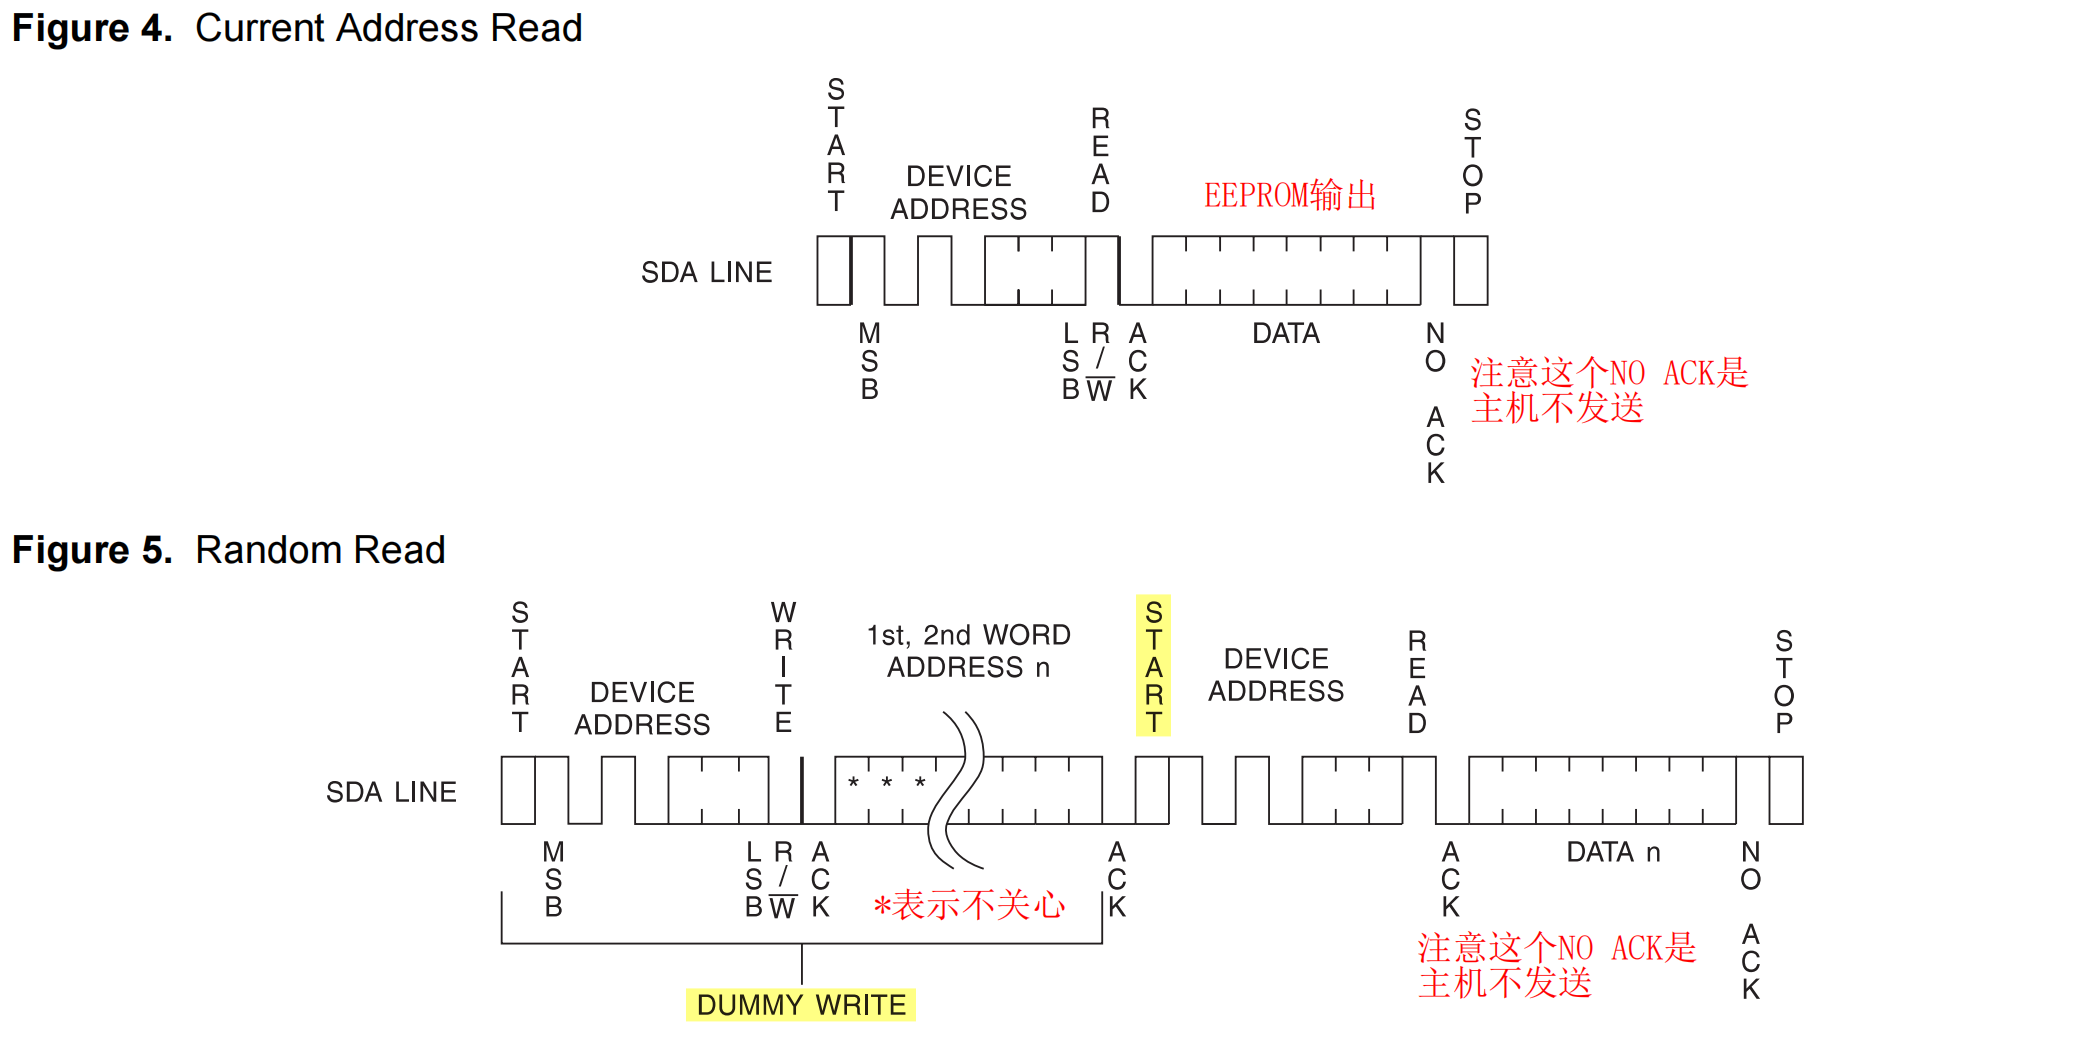 Figure 4. Current Address Read
START
DEVICE
ADDRESS
READ
EEPROM输出
STOP
SDA LINE
MSB
LSB
R/W
ACK
DATA
NO ACK
注意这个NO ACK是
主机不发送
Figure 5. Random Read
START
DEVICE
ADDRESS
WRITE
1st, 2nd WORD
ADDRESS n
START
DEVICE
ADDRESS
READ
STOP
SDA LINE
* * *
MSB
LSB
R/W
ACK
*表示不关心
ACK
ACK
DATA n
NO ACK
注意这个NO ACK是
主机不发送
DUMMY WRITE